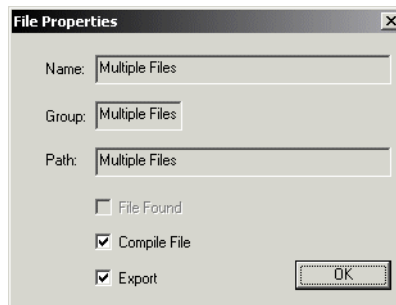 File Properties
Name: Multiple Files
Group: Multiple Files
Path: Multiple Files
File Found
Compile File
Export
OK